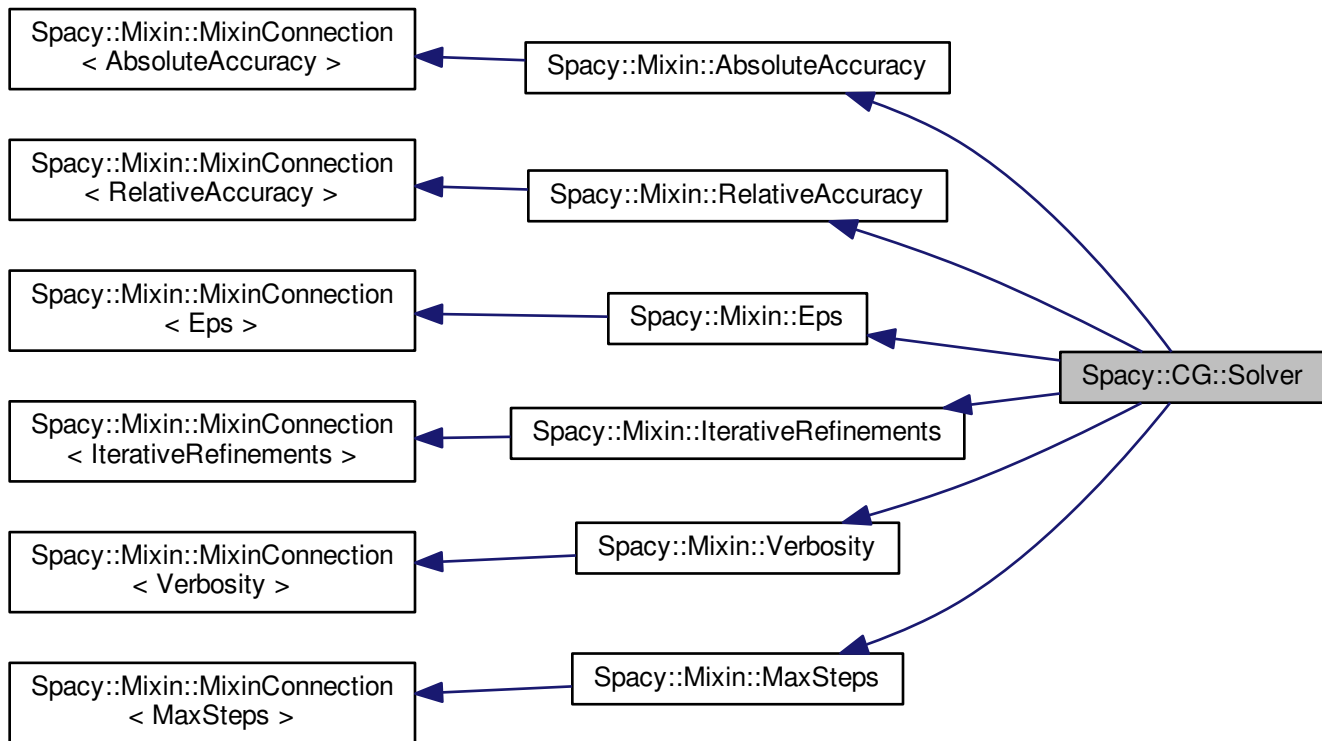 Spacy::Mixin::MixinConnection
< AbsoluteAccuracy >
Spacy::Mixin::AbsoluteAccuracy
Spacy::Mixin::MixinConnection
< RelativeAccuracy >
Spacy::Mixin::RelativeAccuracy
Spacy::Mixin::MixinConnection
< Eps >
Spacy::Mixin::Eps
Spacy::CG::Solver
Spacy::Mixin::MixinConnection
< IterativeRefinements >
Spacy::Mixin::IterativeRefinements
Spacy::Mixin::MixinConnection
< Verbosity >
Spacy::Mixin::Verbosity
Spacy::Mixin::MixinConnection
< MaxSteps >
Spacy::Mixin::MaxSteps